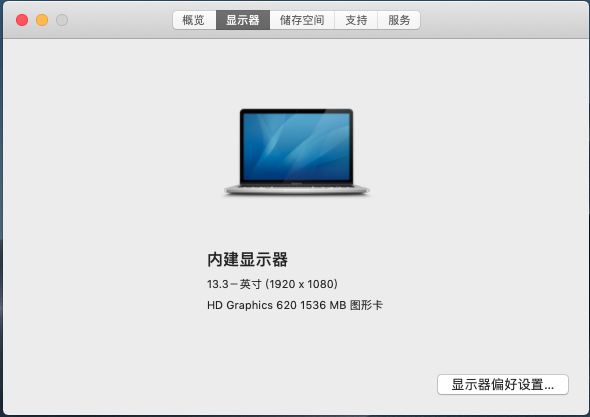 概览 显示器 储存空间 支持 服务
内建显示器
13.3－英寸 (1920 x 1080)
HD Graphics 620 1536 MB 图形卡
显示器偏好设置...